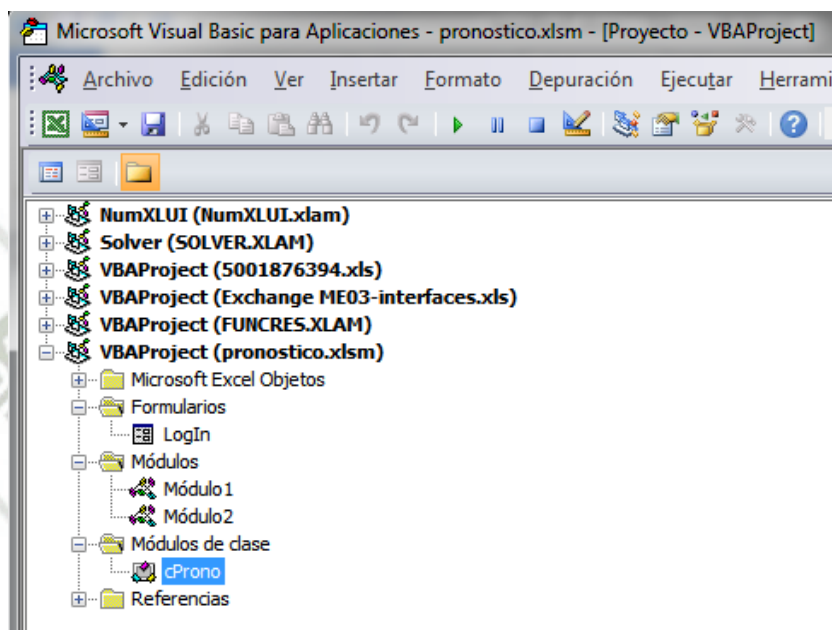 Microsoft Visual Basic para Aplicaciones - pronostico.xlsm - [Proyecto - VBAProject]
Archivo Edición Ver Insertar Formato Depuración Ejecutar Herrami
NumXLUI (NumXLUI.xlam)
Solver (SOLVER.XLAM)
VBAProject (5001876394.xls)
VBAProject (Exchange ME03-interfaces.xls)
VBAProject (FUNCRES.XLAM)
VBAProject (pronostico.xlsm)
Microsoft Excel Objetos
Formularios
LogIn
Módulos
Módulo1
Módulo2
Módulos de clase
cProno
Referencias